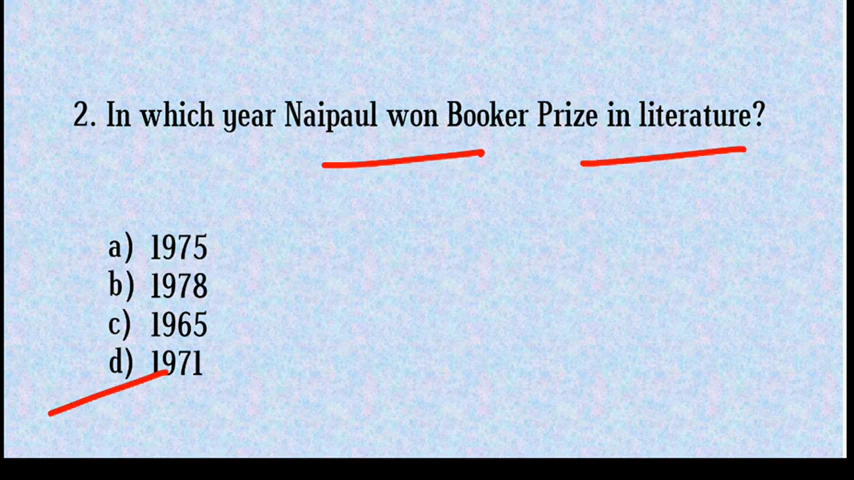 2. In which year Naipaul won Booker Prize in literature?
a) 1975
b) 1978
c) 1965
d) 1971